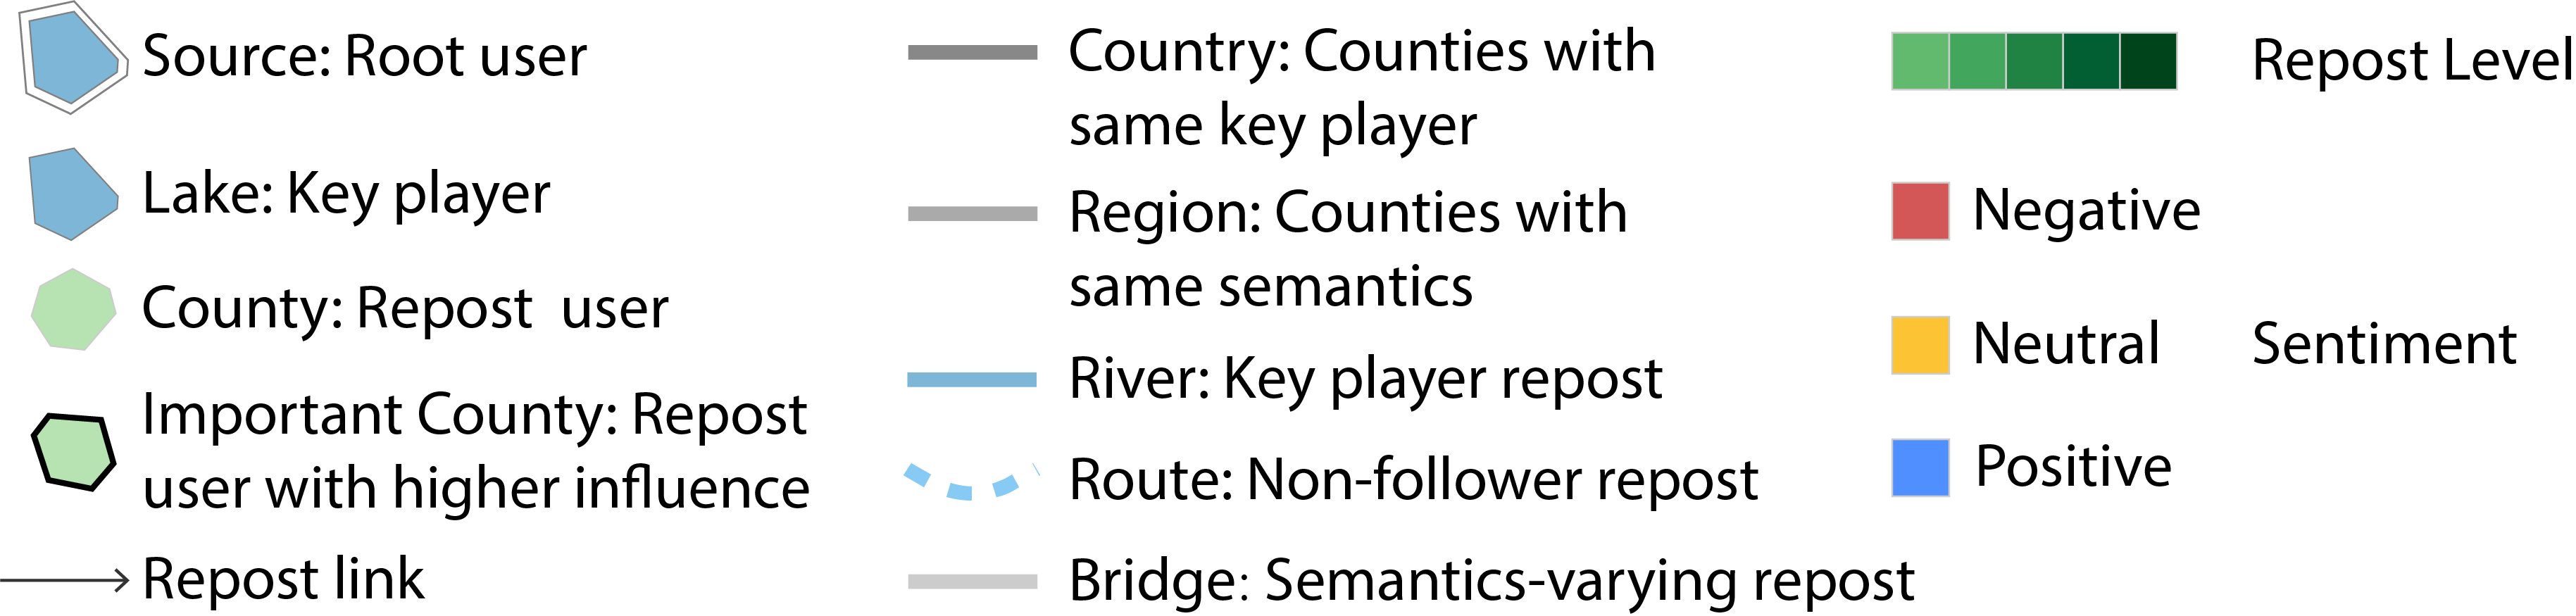 Source: Root user
Lake: Key player
County: Repost user
Important County: Repost
user with higher influence
Repost link
Country: Counties with
same key player
Region: Counties with
same semantics
River: Key player repost
Route: Non-follower repost
Bridge: Semantics-varying repost
Repost Level
Negative
Neutral
Positive
Sentiment